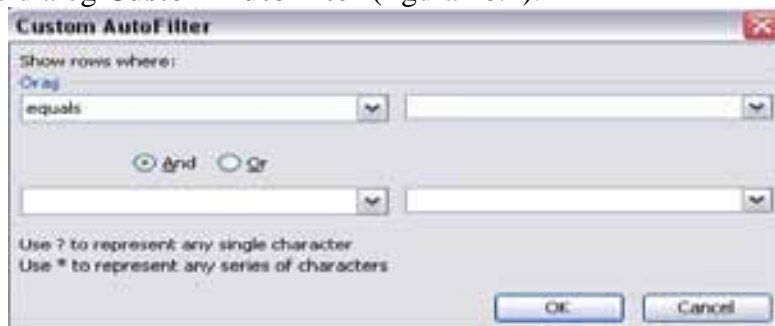 Custom AutoFilter
Show rows where:
Oraş
equals
And Or
Use ? to represent any single character
Use * to represent any series of characters
OK Cancel